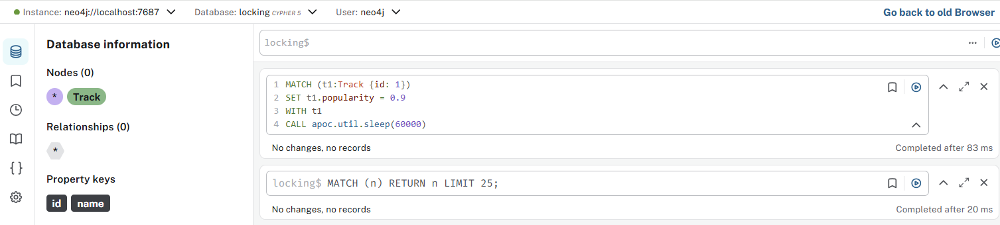 Instance: neo4j://localhost:7687 Database: locking CYPHER 5 User: neo4j Go back to old Browser
Database information
Nodes (0)
* Track
Relationships (0)
*
Property keys
id name
locking$
1 MATCH (t1:Track {id: 1})
2 SET t1.popularity = 0.9
3 WITH t1
4 CALL apoc.util.sleep(60000)
No changes, no records Completed after 83 ms
locking$ MATCH (n) RETURN n LIMIT 25;
No changes, no records Completed after 20 ms